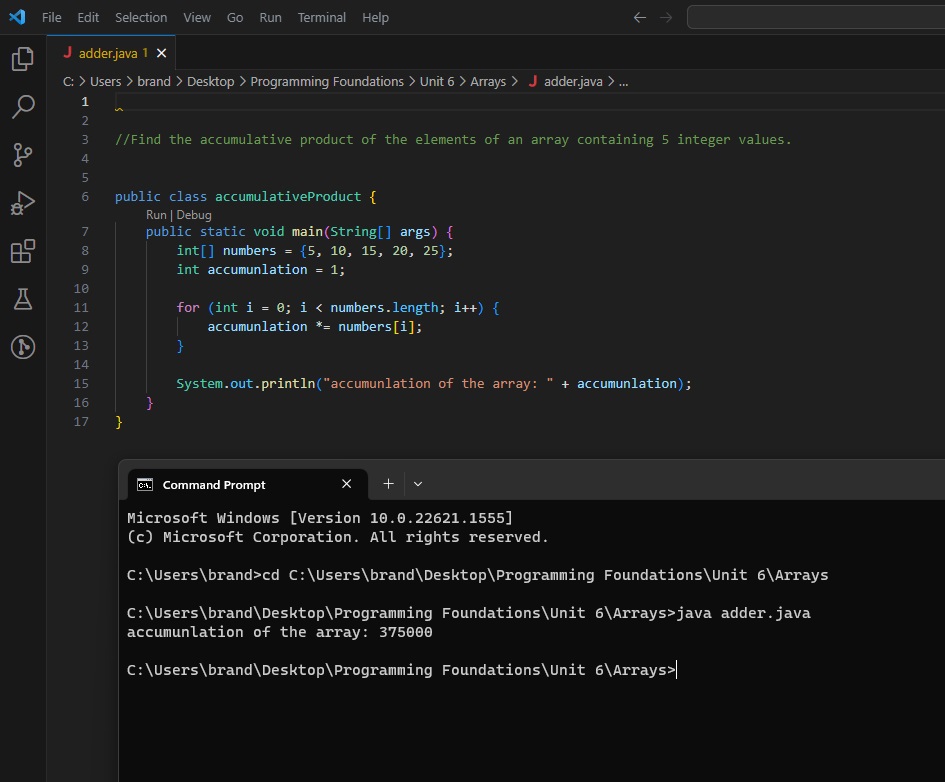 File Edit Selection View Go Run Terminal Help
J adder.java 1
C: > Users > brand > Desktop > Programming Foundations > Unit 6 > Arrays > J adder.java > ...
1
2
3 //Find the accumulative product of the elements of an array containing 5 integer values.
4
5
6 public class accumulativeProduct {
Run | Debug
7 public static void main(String[] args) {
8 int[] numbers = {5, 10, 15, 20, 25};
9 int accumunlation = 1;
10
11 for (int i = 0; i < numbers.length; i++) {
12 accumunlation *= numbers[i];
13 }
14
15 System.out.println("accumunlation of the array: " + accumunlation);
16 }
17 }
Command Prompt
Microsoft Windows [Version 10.0.22621.1555]
(c) Microsoft Corporation. All rights reserved.
C:\Users\brand>cd C:\Users\brand\Desktop\Programming Foundations\Unit 6\Arrays
C:\Users\brand\Desktop\Programming Foundations\Unit 6\Arrays>java adder.java
accumunlation of the array: 375000
C:\Users\brand\Desktop\Programming Foundations\Unit 6\Arrays>